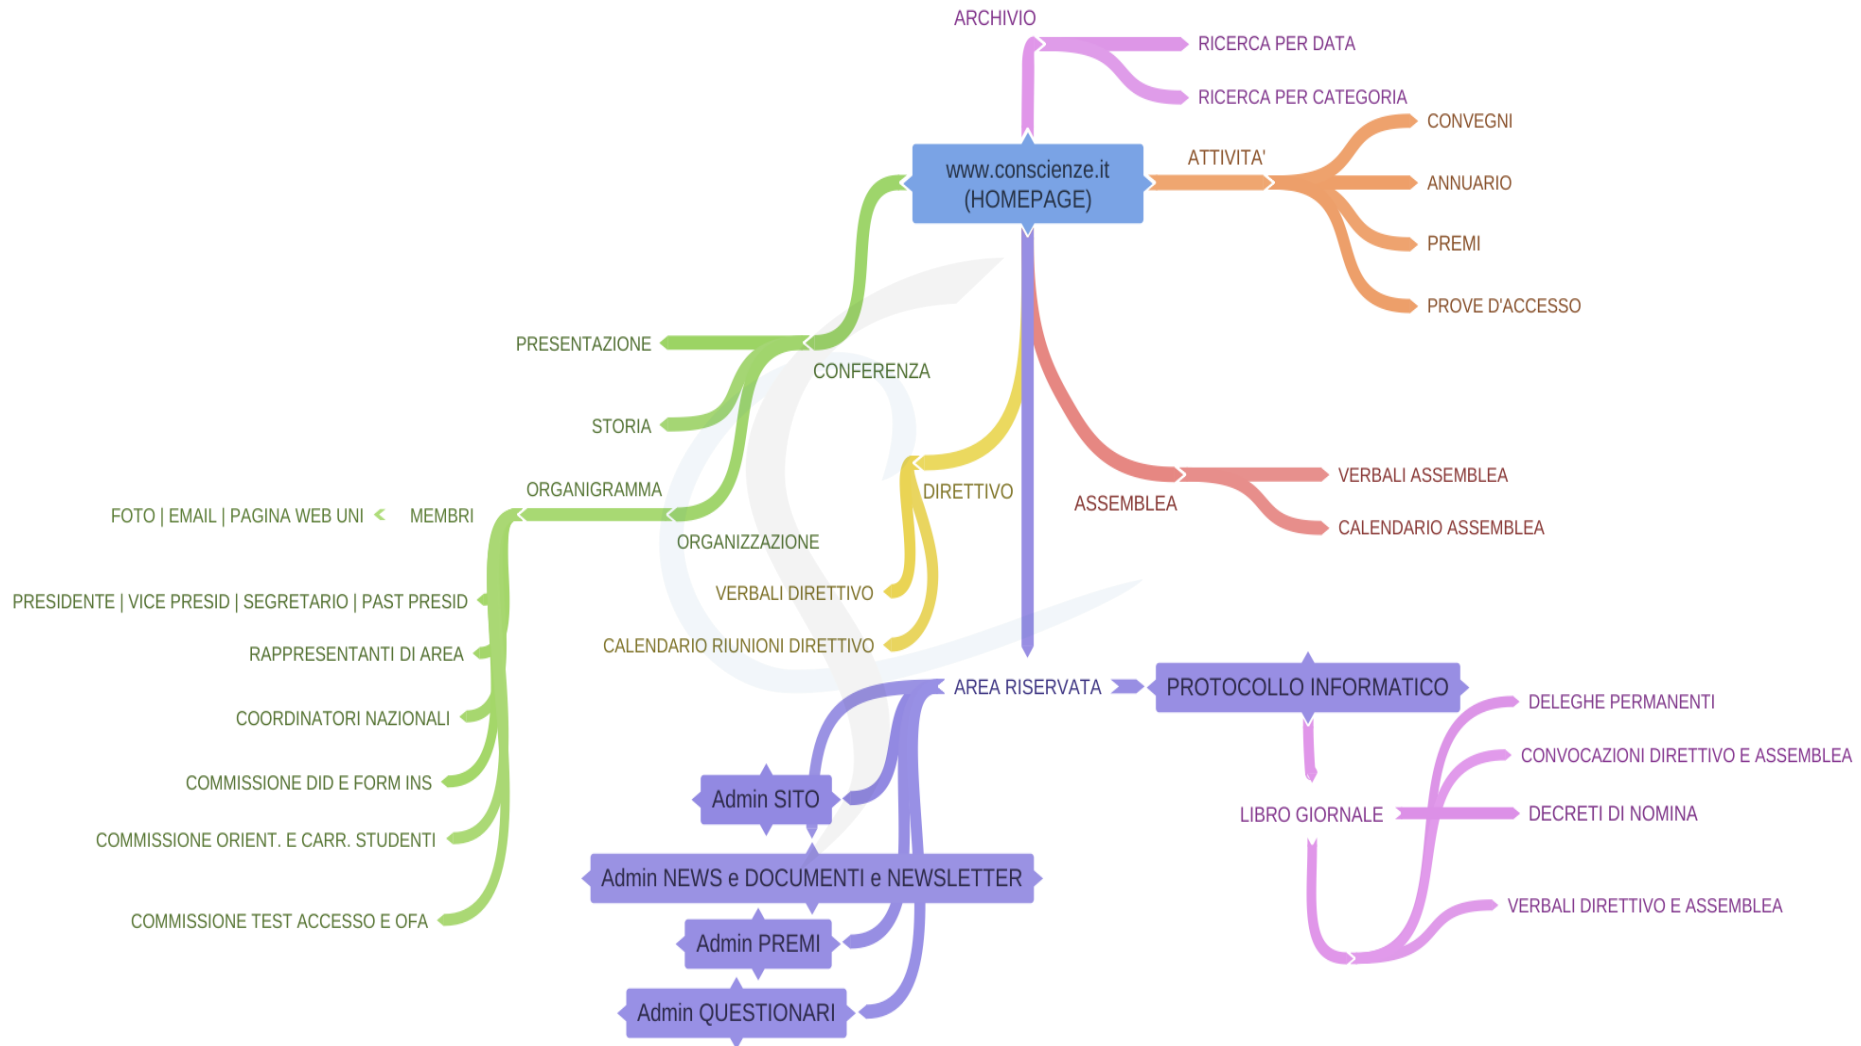 ARCHIVIO
RICERCA PER DATA
RICERCA PER CATEGORIA
www.conscienze.it
(HOMEPAGE)
ATTIVITA'
CONVEGNI
ANNUARIO
PREMI
PROVE D'ACCESSO
PRESENTAZIONE
CONFERENZA
STORIA
ORGANIGRAMMA
FOTO | EMAIL | PAGINA WEB UNI
MEMBRI
ORGANIZZAZIONE
PRESIDENTE | VICE PRESID | SEGRETARIO | PAST PRESID
RAPPRESENTANTI DI AREA
COORDINATORI NAZIONALI
COMMISSIONE DID E FORM INS
COMMISSIONE ORIENT. E CARR. STUDENTI
COMMISSIONE TEST ACCESSO E OFA
DIRETTIVO
VERBALI DIRETTIVO
CALENDARIO RIUNIONI DIRETTIVO
ASSEMBLEA
VERBALI ASSEMBLEA
CALENDARIO ASSEMBLEA
AREA RISERVATA
PROTOCOLLO INFORMATICO
Admin SITO
Admin NEWS e DOCUMENTI e NEWSLETTER
Admin PREMI
Admin QUESTIONARI
LIBRO GIORNALE
DELEGHE PERMANENTI
CONVOCAZIONI DIRETTIVO E ASSEMBLEA
DECRETI DI NOMINA
VERBALI DIRETTIVO E ASSEMBLEA